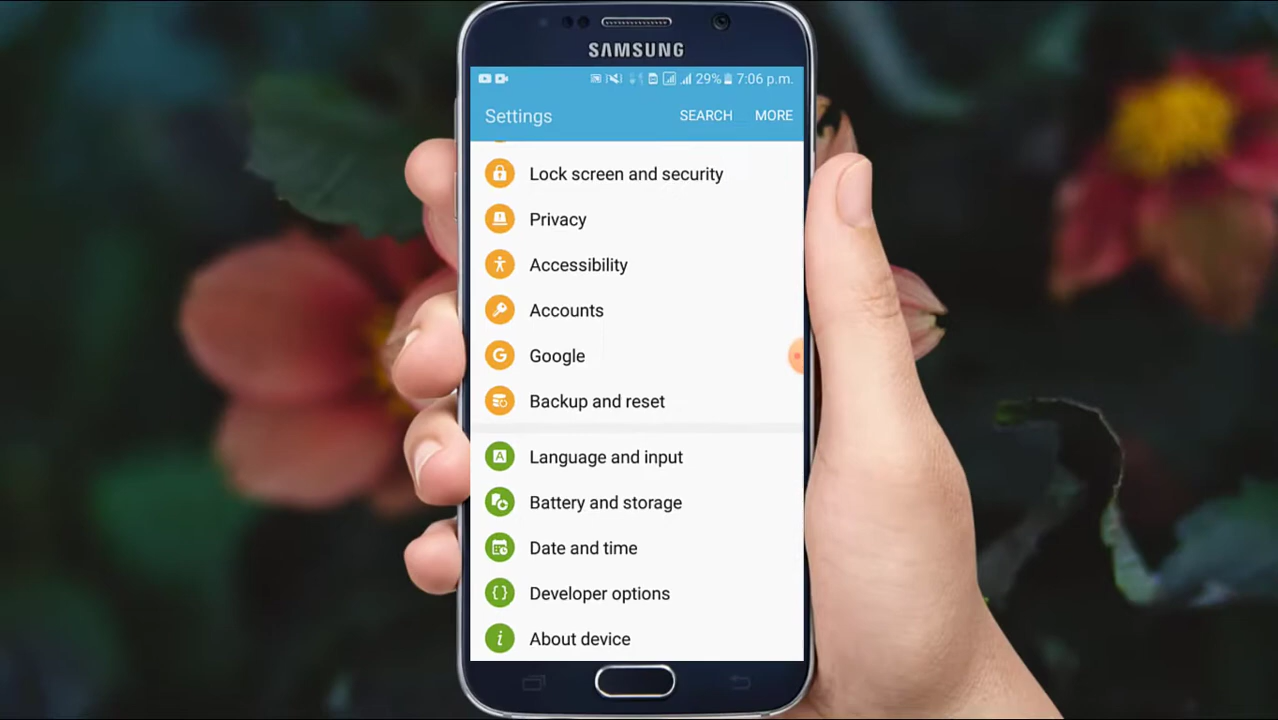 SAMSUNG
29% 7:06 p.m.
Settings SEARCH MORE
Lock screen and security
Privacy
Accessibility
Accounts
G Google
Backup and reset
A Language and input
Battery and storage
Date and time
{} Developer options
i About device